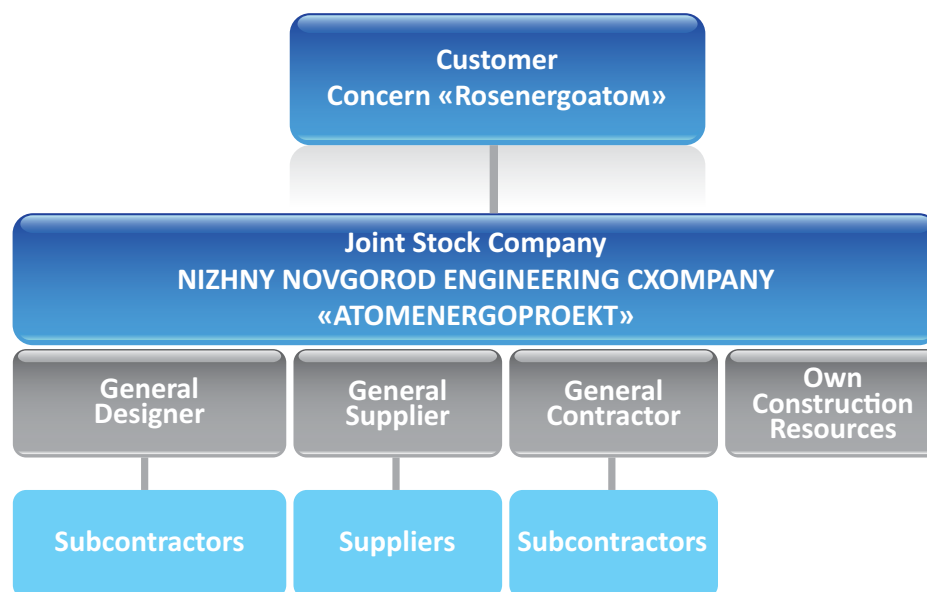 Customer
Concern «Rosenergoatoм»
Joint Stock Company
NIZHNY NOVGOROD ENGINEERING CXOMPANY
«ATOMENERGOPROEKT»
General
Designer
General
Supplier
General
Contractor
Own
Construction
Resources
Subcontractors
Suppliers
Subcontractors